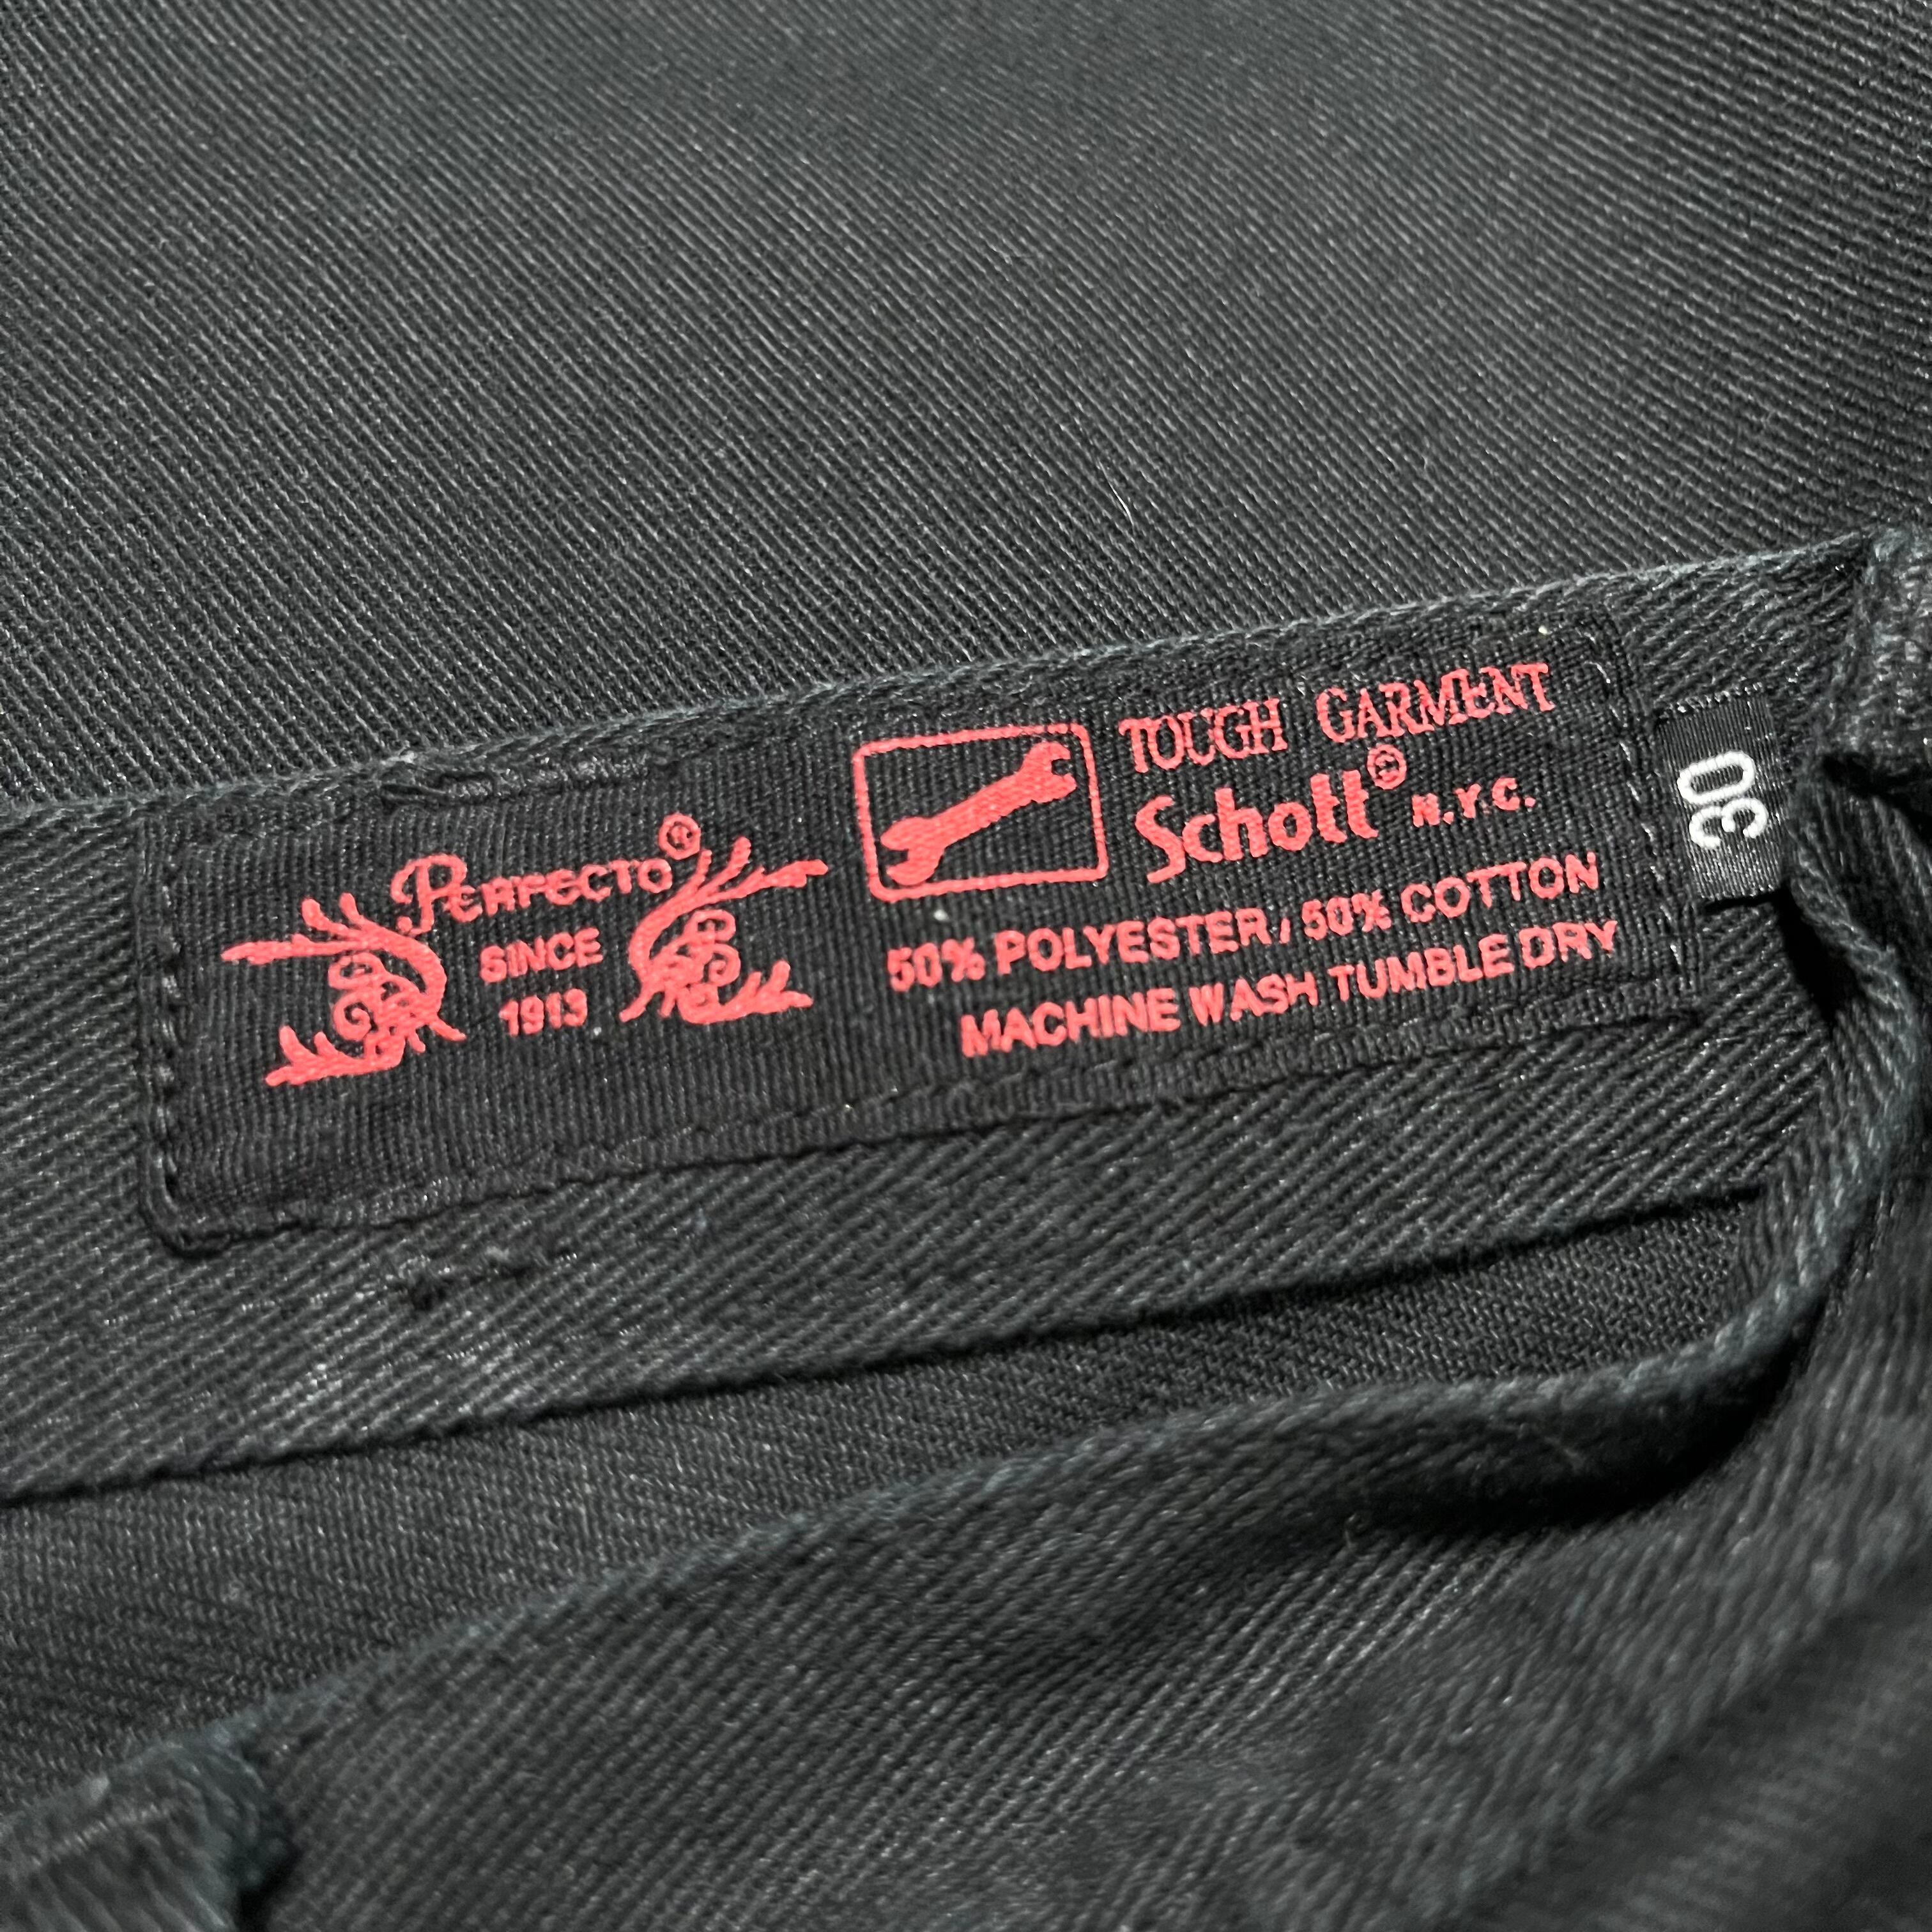 PERFECTO®
SINCE
1913
TOUGH GARMENT
Schott® N.Y.C.
50% POLYESTER / 50% COTTON
MACHINE WASH TUMBLE DRY
30